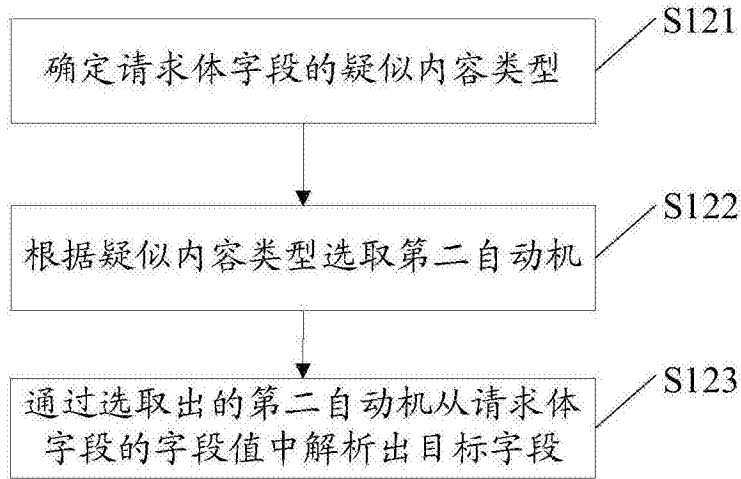 S121
确定请求体字段的疑似内容类型
S122
根据疑似内容类型选取第二自动机
S123
通过选取出的第二自动机从请求体
字段的字段值中解析出目标字段